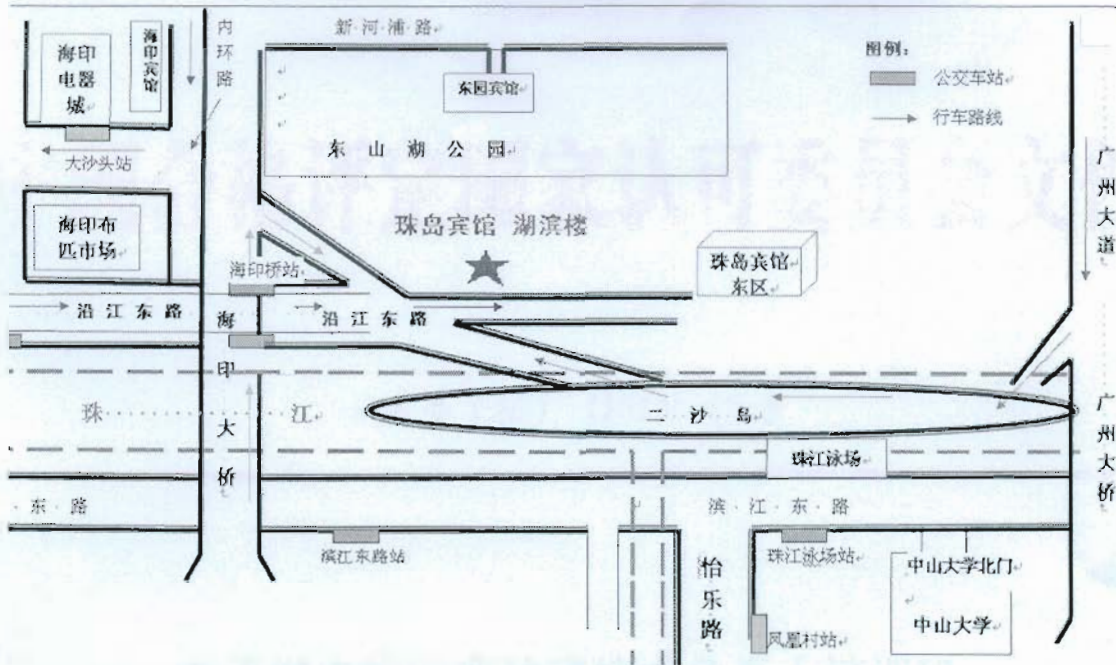 新·河·浦·路
内环路
海印
电器
城
海印宾馆
图例：
公交车站
行车路线
东园宾馆
东山湖公园
大沙头站
广州大道
海印布
匹市场
珠岛宾馆 湖滨楼
珠岛宾馆
东区
海印桥站
沿江东路
沿江东路
海印大桥
珠江
二沙岛
广州大桥
珠江泳场
·东·路
滨·江·东·路
滨江东路站
怡乐路
珠江泳场站
中山大学北门
中山大学
凤凰村站